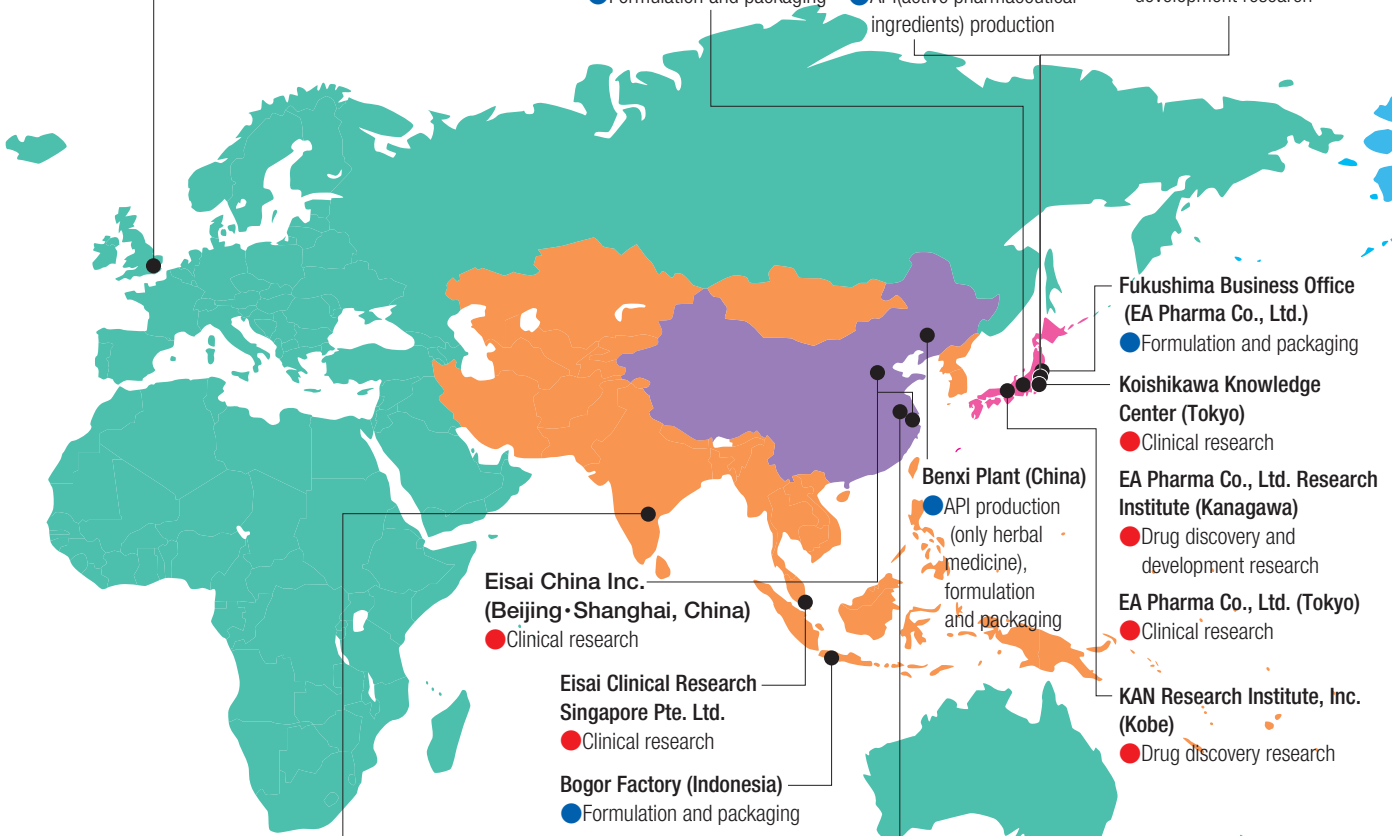 Formulation and packaging
API(active pharmaceutical
ingredients) production
development research
Fukushima Business Office
(EA Pharma Co., Ltd.)
Formulation and packaging
Koishikawa Knowledge
Center (Tokyo)
Clinical research
EA Pharma Co., Ltd. Research
Institute (Kanagawa)
Drug discovery and
development research
EA Pharma Co., Ltd. (Tokyo)
Clinical research
KAN Research Institute, Inc.
(Kobe)
Drug discovery research
Benxi Plant (China)
API production
(only herbal
medicine),
formulation
and packaging
Eisai China Inc.
(Beijing・Shanghai, China)
Clinical research
Eisai Clinical Research
Singapore Pte. Ltd.
Clinical research
Bogor Factory (Indonesia)
Formulation and packaging